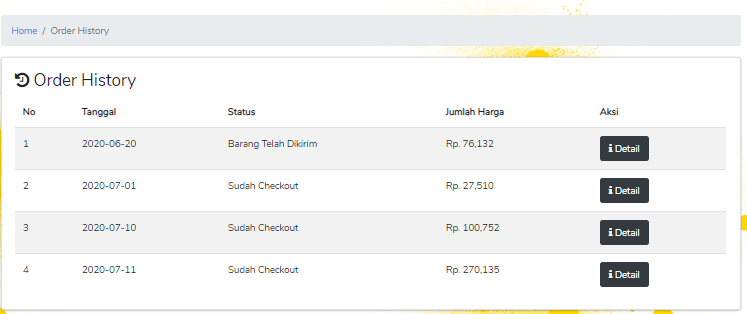 Home / Order History
Order History
No Tanggal Status Jumlah Harga Aksi
1 2020-06-20 Barang Telah Dikirim Rp. 76,132 Detail
2 2020-07-01 Sudah Checkout Rp. 27,510 Detail
3 2020-07-10 Sudah Checkout Rp. 100,752 Detail
4 2020-07-11 Sudah Checkout Rp. 270,135 Detail